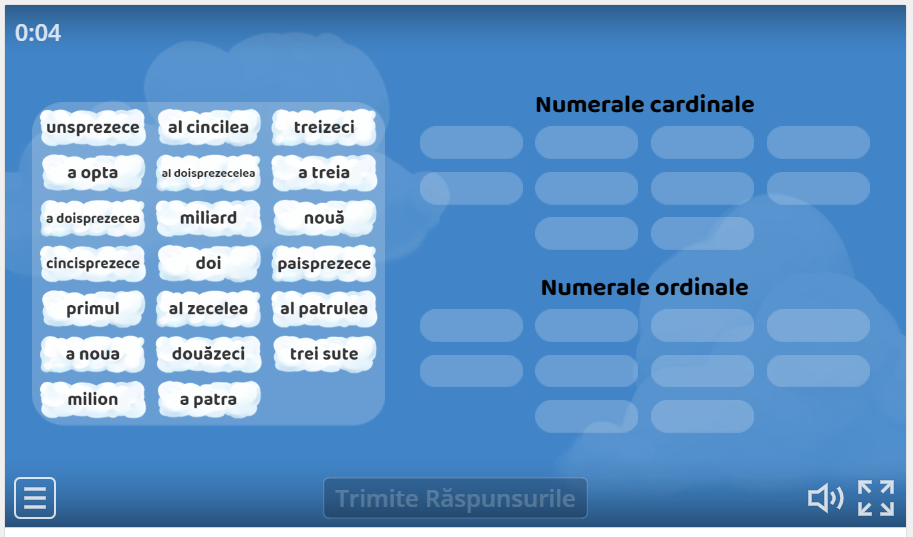 0:04
unsprezece al cincilea treizeci
a opta al doisprezecelea a treia
a doisprezecea miliard nouă
cincisprezece doi paisprezece
primul al zecelea al patrulea
a noua douăzeci trei sute
milion a patra
Numerale cardinale
Numerale ordinale
Trimite Răspunsurile